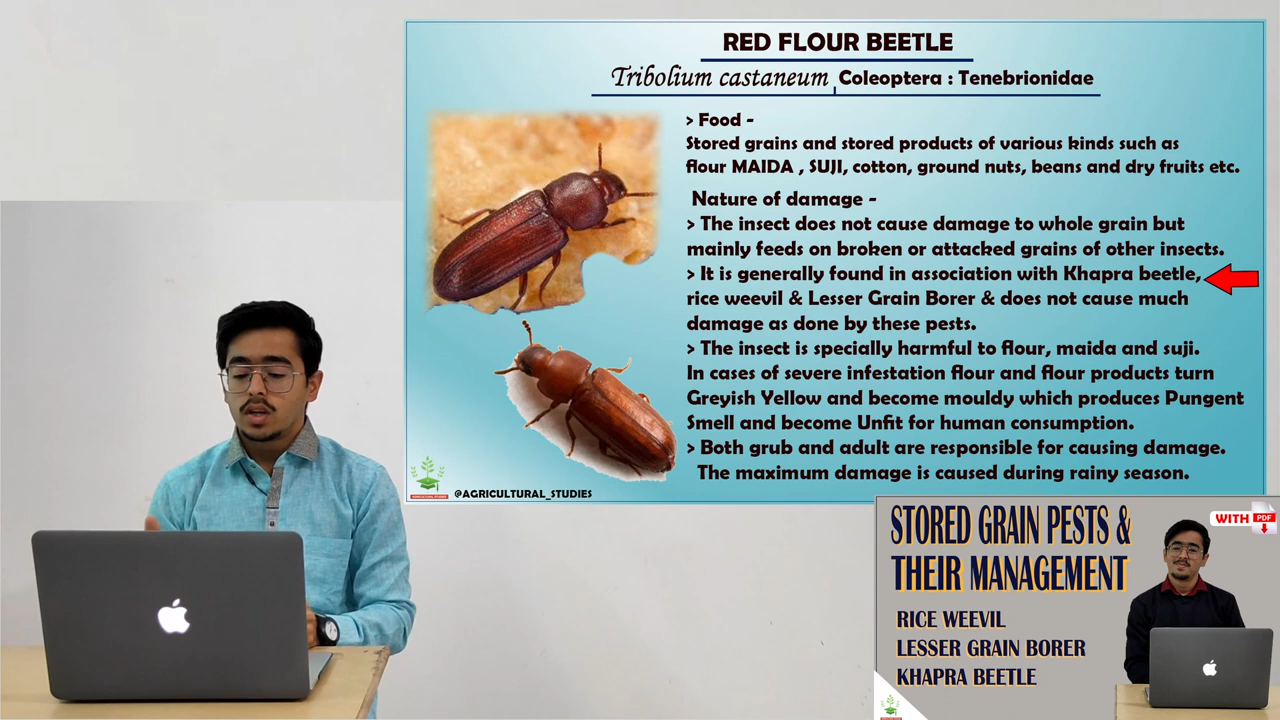 RED FLOUR BEETLE
Tribolium castaneum, Coleoptera : Tenebrionidae
> Food -
Stored grains and stored products of various kinds such as
flour MAIDA , SUJI, cotton, ground nuts, beans and dry fruits etc.
Nature of damage -
> The insect does not cause damage to whole grain but
mainly feeds on broken or attacked grains of other insects.
> It is generally found in association with Khapra beetle,
rice weevil & Lesser Grain Borer & does not cause much
damage as done by these pests.
> The insect is specially harmful to flour, maida and suji.
In cases of severe infestation flour and flour products turn
Greyish Yellow and become mouldy which produces Pungent
Smell and become Unfit for human consumption.
> Both grub and adult are responsible for causing damage.
The maximum damage is caused during rainy season.
@AGRICULTURAL_STUDIES
STORED GRAIN PESTS &
THEIR MANAGEMENT
WITH PDF
RICE WEEVIL
LESSER GRAIN BORER
KHAPRA BEETLE